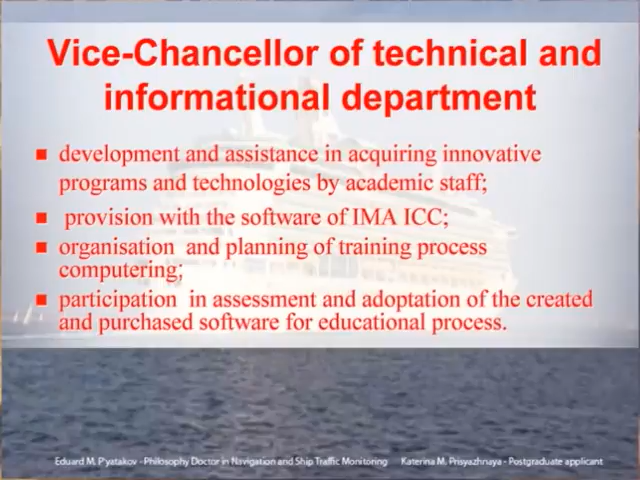 Vice-Chancellor of technical and
informational department
development and assistance in acquiring innovative
programs and technologies by academic staff;
provision with the software of IMA ICC;
organisation and planning of training process
computering;
participation in assessment and adoptation of the created
and purchased software for educational process.
Eduard M. P'yatakov - Philosophy Doctor in Navigation and Ship Traffic Monitoring Katerina M. Prisyazhnaya - Postgraduate applicant